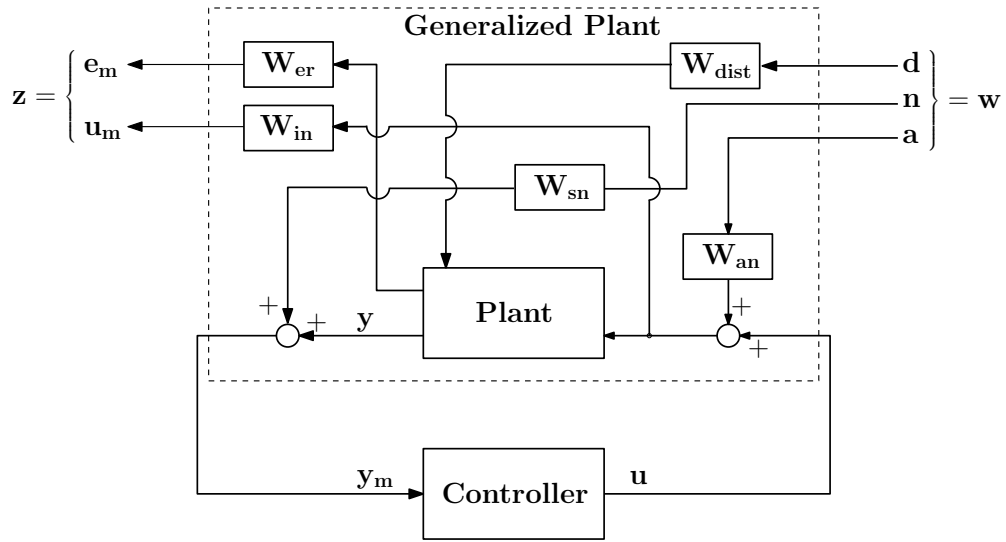 Generalized Plant
z = { e_m u_m
W_er
W_dist
d n a } = w
W_in
W_sn
W_an
Plant
y
+
+
+
+
y_m
Controller
u